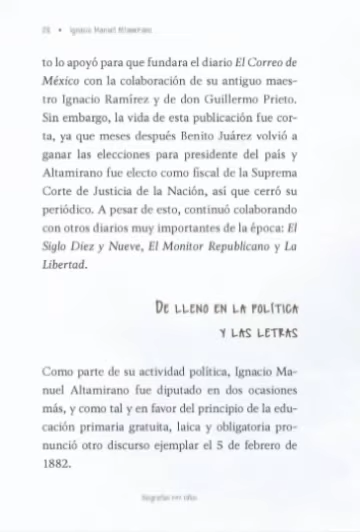 28 • Ignacio Manuel Altamirano
to lo apoyó para que fundara el diario El Correo de
México con la colaboración de su antiguo maes-
tro Ignacio Ramírez y de don Guillermo Prieto.
Sin embargo, la vida de esta publicación fue cor-
ta, ya que meses después Benito Juárez volvió a
ganar las elecciones para presidente del país y
Altamirano fue electo como fiscal de la Suprema
Corte de Justicia de la Nación, así que cerró su
periódico. A pesar de esto, continuó colaborando
con otros diarios muy importantes de la época: El
Siglo Diez y Nueve, El Monitor Republicano y La
Libertad.
De lleno en la política
y las letras
Como parte de su actividad política, Ignacio Ma-
nuel Altamirano fue diputado en dos ocasiones
más, y como tal y en favor del principio de la edu-
cación primaria gratuita, laica y obligatoria pro-
nunció otro discurso ejemplar el 5 de febrero de
1882.
Biografías para niños